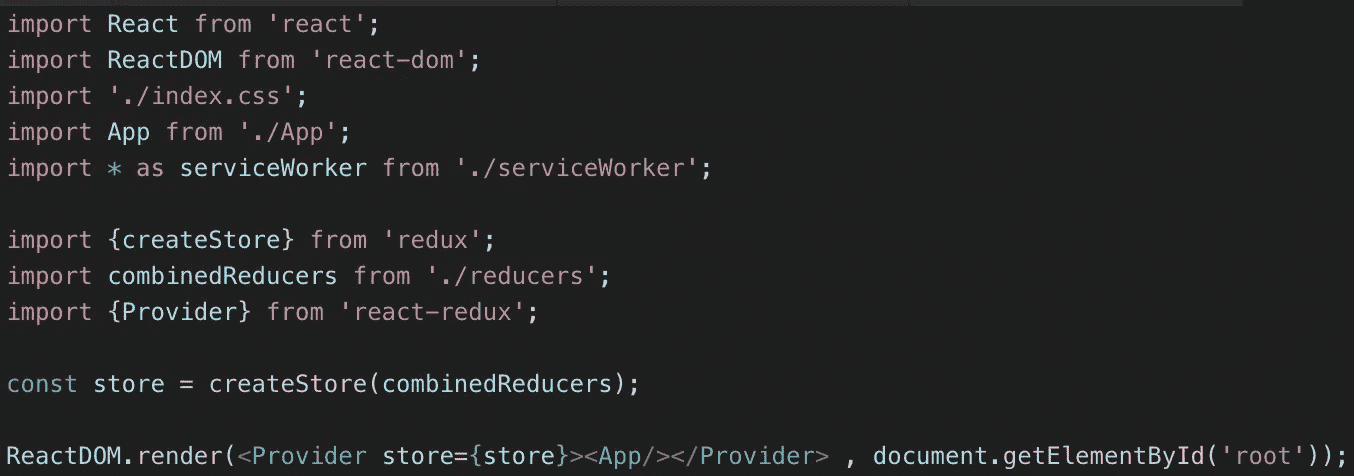 import React from 'react';
import ReactDOM from 'react-dom';
import './index.css';
import App from './App';
import * as serviceWorker from './serviceWorker';
import {createStore} from 'redux';
import combinedReducers from './reducers';
import {Provider} from 'react-redux';
const store = createStore(combinedReducers);
ReactDOM.render(<Provider store={store}><App/></Provider> , document.getElementById('root'));